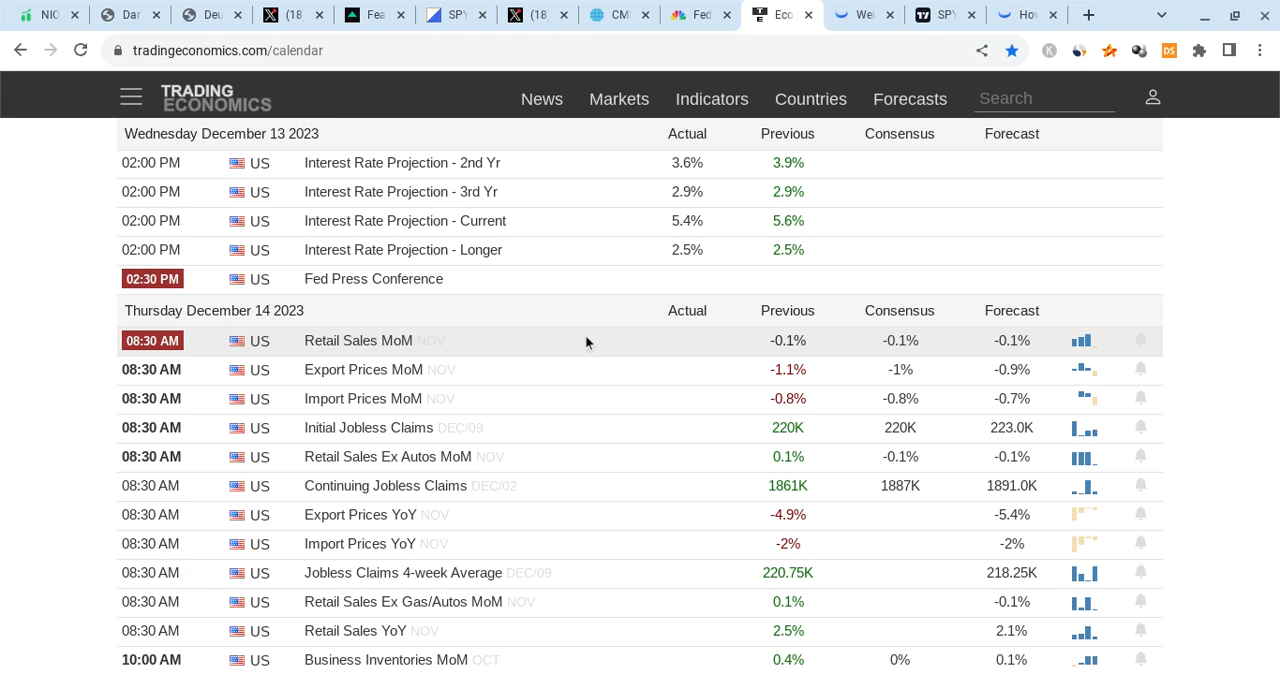 NIO Dar Deu (18 Fea SPY (18 CM Fed Eco Wel SPY Hov
tradingeconomics.com/calendar K DS
TRADING ECONOMICS News Markets Indicators Countries Forecasts Search
Wednesday December 13 2023 Actual Previous Consensus Forecast
02:00 PM US Interest Rate Projection - 2nd Yr 3.6% 3.9%
02:00 PM US Interest Rate Projection - 3rd Yr 2.9% 2.9%
02:00 PM US Interest Rate Projection - Current 5.4% 5.6%
02:00 PM US Interest Rate Projection - Longer 2.5% 2.5%
02:30 PM US Fed Press Conference
Thursday December 14 2023 Actual Previous Consensus Forecast
08:30 AM US Retail Sales MoM NOV -0.1% -0.1% -0.1%
08:30 AM US Export Prices MoM NOV -1.1% -1% -0.9%
08:30 AM US Import Prices MoM NOV -0.8% -0.8% -0.7%
08:30 AM US Initial Jobless Claims DEC/09 220K 220K 223.0K
08:30 AM US Retail Sales Ex Autos MoM NOV 0.1% -0.1% -0.1%
08:30 AM US Continuing Jobless Claims DEC/02 1861K 1887K 1891.0K
08:30 AM US Export Prices YoY NOV -4.9% -5.4%
08:30 AM US Import Prices YoY NOV -2% -2%
08:30 AM US Jobless Claims 4-week Average DEC/09 220.75K 218.25K
08:30 AM US Retail Sales Ex Gas/Autos MoM NOV 0.1% -0.1%
08:30 AM US Retail Sales YoY NOV 2.5% 2.1%
10:00 AM US Business Inventories MoM OCT 0.4% 0% 0.1%